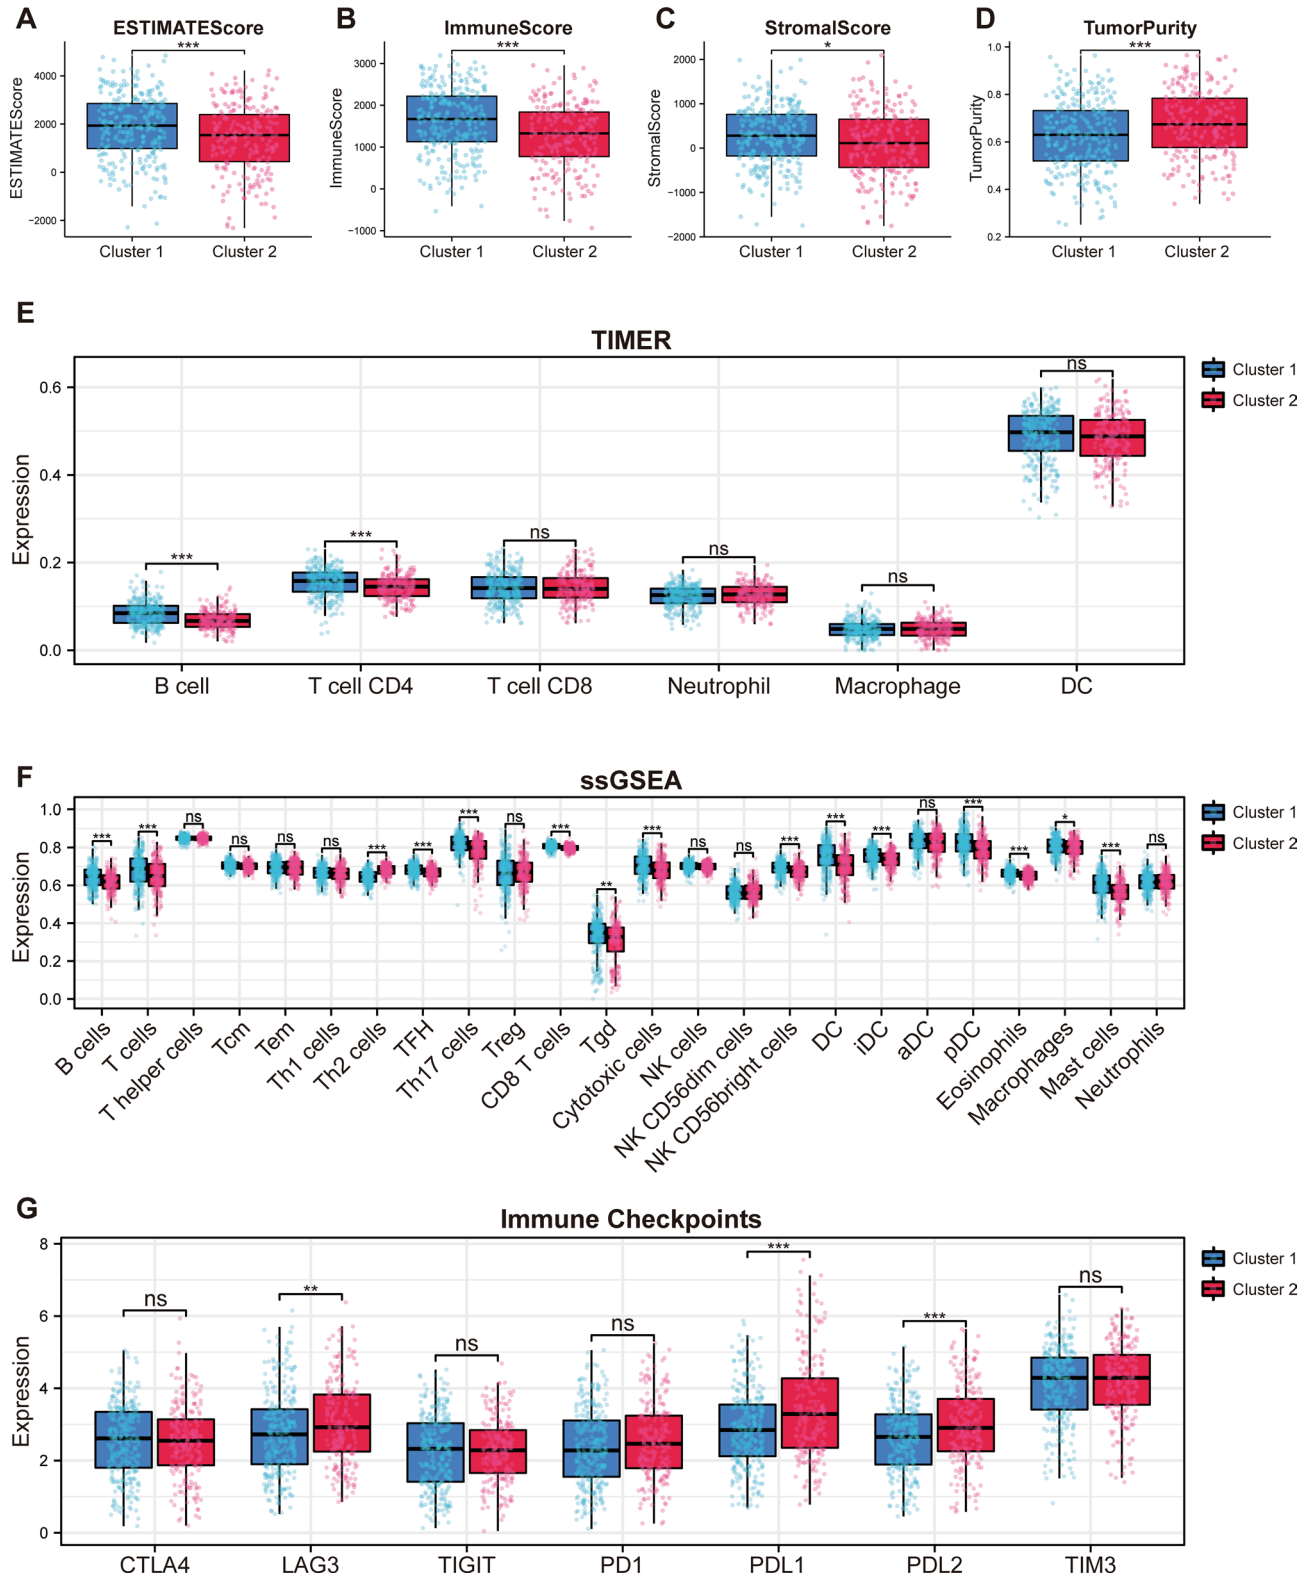 A
ESTIMATEScore
***
ESTIMATEScore
4000
2000
0
−2000
Cluster 1
Cluster 2
B
ImmuneScore
***
ImmuneScore
3000
2000
1000
0
−1000
Cluster 1
Cluster 2
C
StromalScore
*
StromalScore
2000
1000
0
−1000
−2000
Cluster 1
Cluster 2
D
TumorPurity
***
TumorPurity
1.0
0.8
0.6
0.4
0.2
Cluster 1
Cluster 2
E
TIMER
Expression
0.6
0.4
0.2
0.0
***
***
ns
ns
ns
ns
B cell
T cell CD4
T cell CD8
Neutrophil
Macrophage
DC
Cluster 1
Cluster 2
F
ssGSEA
Expression
1.0
0.8
0.6
0.4
0.2
0.0
***
***
ns
ns
ns
ns
***
***
***
ns
***
**
***
ns
ns
***
***
***
ns
***
***
*
***
ns
B cells
T cells
T helper cells
Tcm
Tem
Th1 cells
Th2 cells
TFH
Th17 cells
Treg
CD8 T cells
Tgd
Cytotoxic cells
NK cells
NK CD56dim cells
NK CD56bright cells
DC
iDC
aDC
pDC
Eosinophils
Macrophages
Mast cells
Neutrophils
Cluster 1
Cluster 2
G
Immune Checkpoints
Expression
8
6
4
2
0
ns
**
ns
ns
***
***
ns
CTLA4
LAG3
TIGIT
PD1
PDL1
PDL2
TIM3
Cluster 1
Cluster 2